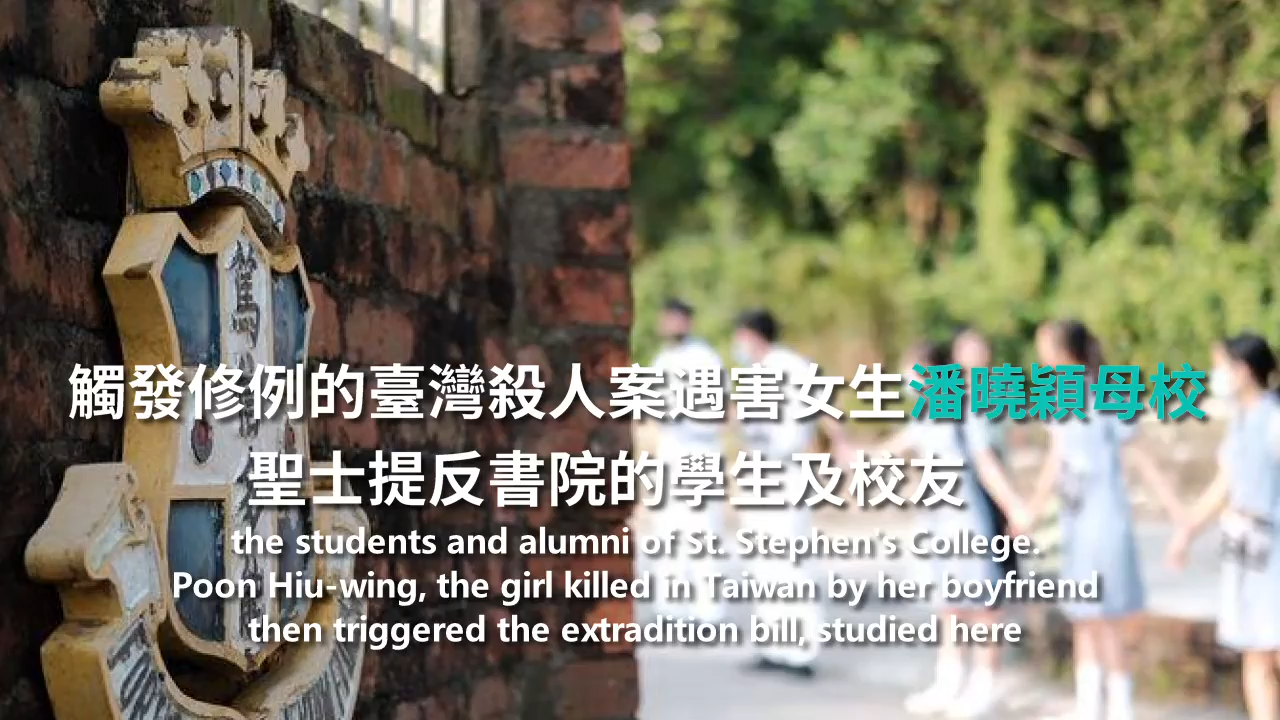 篤
觸發修例的臺灣殺人案遇害女生潘曉穎母校
聖士提反書院的學生及校友
the students and alumni of St. Stephen's College.
Poon Hiu-wing, the girl killed in Taiwan by her boyfriend
then triggered the extradition bill, studied here